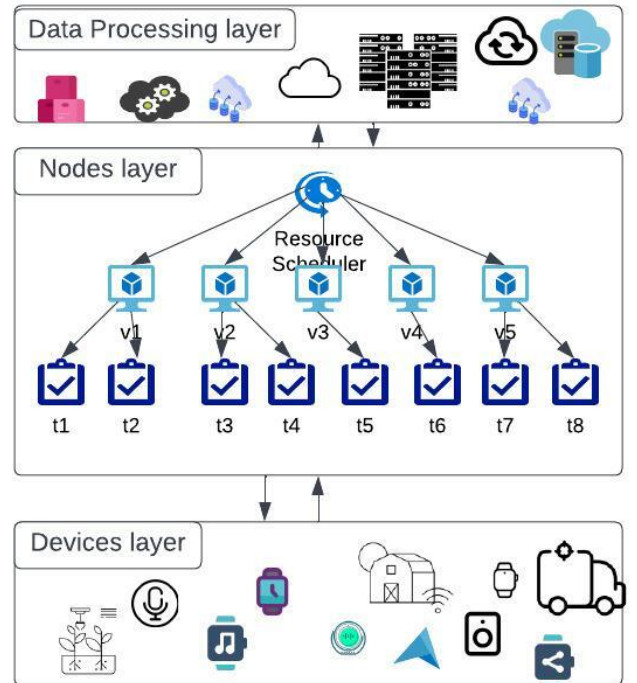 Data Processing layer
Nodes layer
Resource
Scheduler
v1 v2 v3 v4 v5
t1 t2 t3 t4 t5 t6 t7 t8
Devices layer